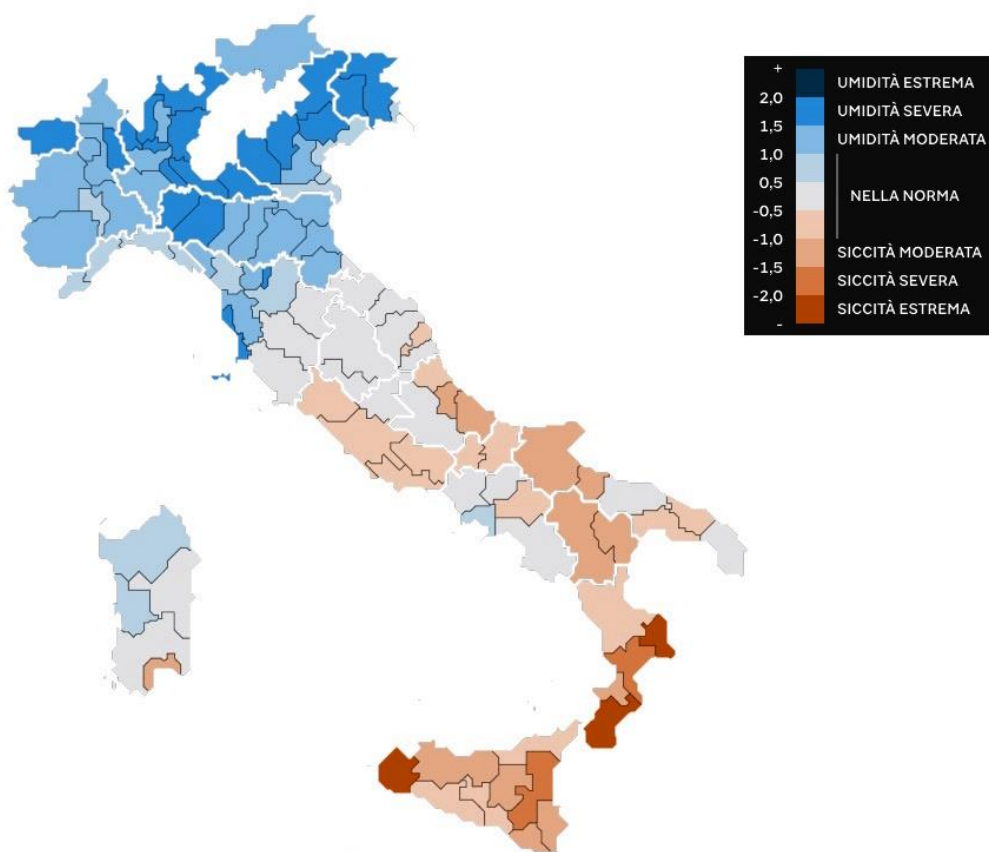 +
UMIDITÀ ESTREMA
2,0
UMIDITÀ SEVERA
1,5
UMIDITÀ MODERATA
1,0
0,5
NELLA NORMA
-0,5
-1,0
SICCITÀ MODERATA
-1,5
SICCITÀ SEVERA
-2,0
SICCITÀ ESTREMA
-